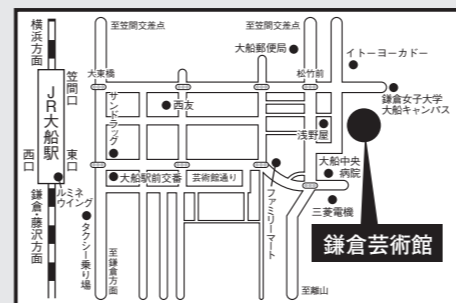 横浜方面
至笠間交差点
至笠間交差点
大船郵便局
イトーヨーカドー
笠間口
大東橋
松竹前
鎌倉女子大学
大船キャンパス
JR大船駅
サンドラッグ
西友
浅野屋
西口
東口
大船中央
病院
ルミネ
ウイング
大船駅前交番
芸術館通り
ファミリーマート
三菱電機
鎌倉・藤沢方面
タクシー乗り場
至鎌倉方面
鎌倉芸術館
至離山